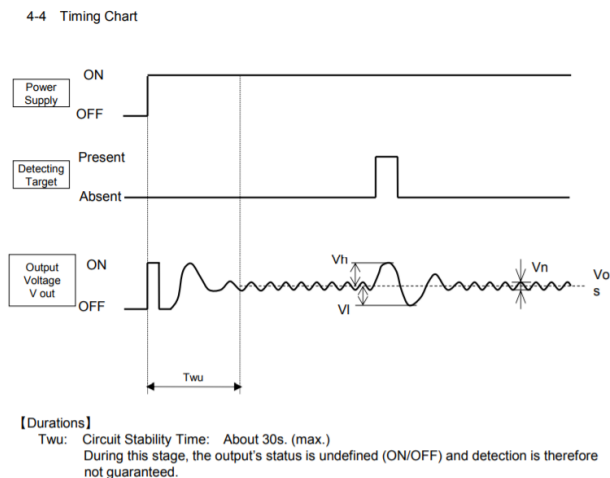 4-4 Timing Chart
ON
Power
Supply
OFF
Present
Detecting
Target
Absent
Output
Voltage
V out
ON
OFF
Vh
Vl
Vn
Vo
s
Twu
【Durations】
Twu: Circuit Stability Time: About 30s. (max.)
During this stage, the output's status is undefined (ON/OFF) and detection is therefore
not guaranteed.